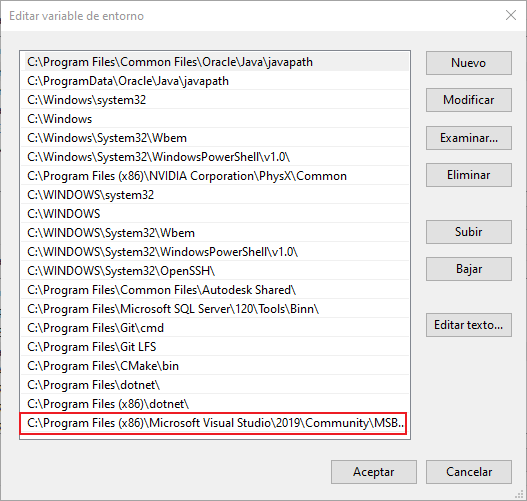 Editar variable de entorno
C:\Program Files\Common Files\Oracle\Java\javapath
C:\ProgramData\Oracle\Java\javapath
C:\Windows\system32
C:\Windows
C:\Windows\System32\Wbem
C:\Windows\System32\WindowsPowerShell\v1.0\
C:\Program Files (x86)\NVIDIA Corporation\PhysX\Common
C:\WINDOWS\system32
C:\WINDOWS
C:\WINDOWS\System32\Wbem
C:\WINDOWS\System32\WindowsPowerShell\v1.0\
C:\WINDOWS\System32\OpenSSH\
C:\Program Files\Common Files\Autodesk Shared\
C:\Program Files\Microsoft SQL Server\120\Tools\Binn\
C:\Program Files\Git\cmd
C:\Program Files\Git LFS
C:\Program Files\CMake\bin
C:\Program Files\dotnet\
C:\Program Files (x86)\dotnet\
C:\Program Files (x86)\Microsoft Visual Studio\2019\Community\MSB...
Nuevo
Modificar
Examinar...
Eliminar
Subir
Bajar
Editar texto...
Aceptar
Cancelar